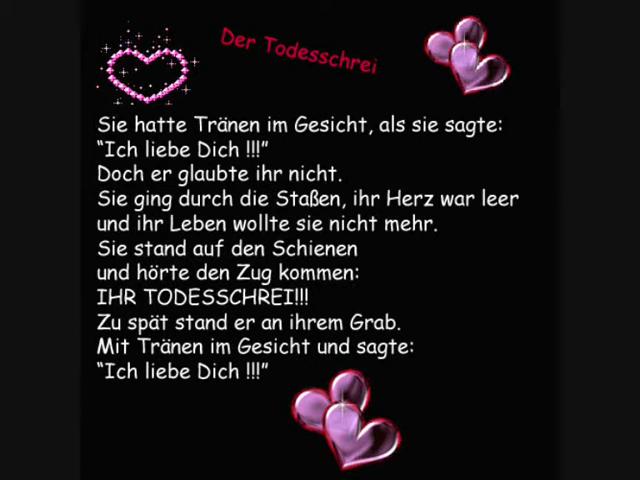 Der Todesschrei
Sie hatte Tränen im Gesicht, als sie sagte:
“Ich liebe Dich !!!”
Doch er glaubte ihr nicht.
Sie ging durch die Staßen, ihr Herz war leer
und ihr Leben wollte sie nicht mehr.
Sie stand auf den Schienen
und hörte den Zug kommen:
IHR TODESSCHREI!!!
Zu spät stand er an ihrem Grab.
Mit Tränen im Gesicht und sagte:
“Ich liebe Dich !!!”